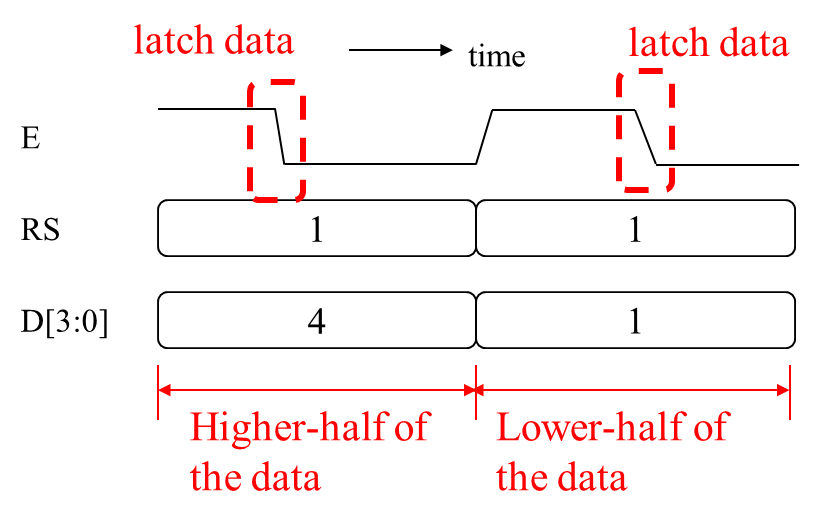 latch data
time
latch data
E
RS
1
1
D[3:0]
4
1
Higher-half of
the data
Lower-half of
the data